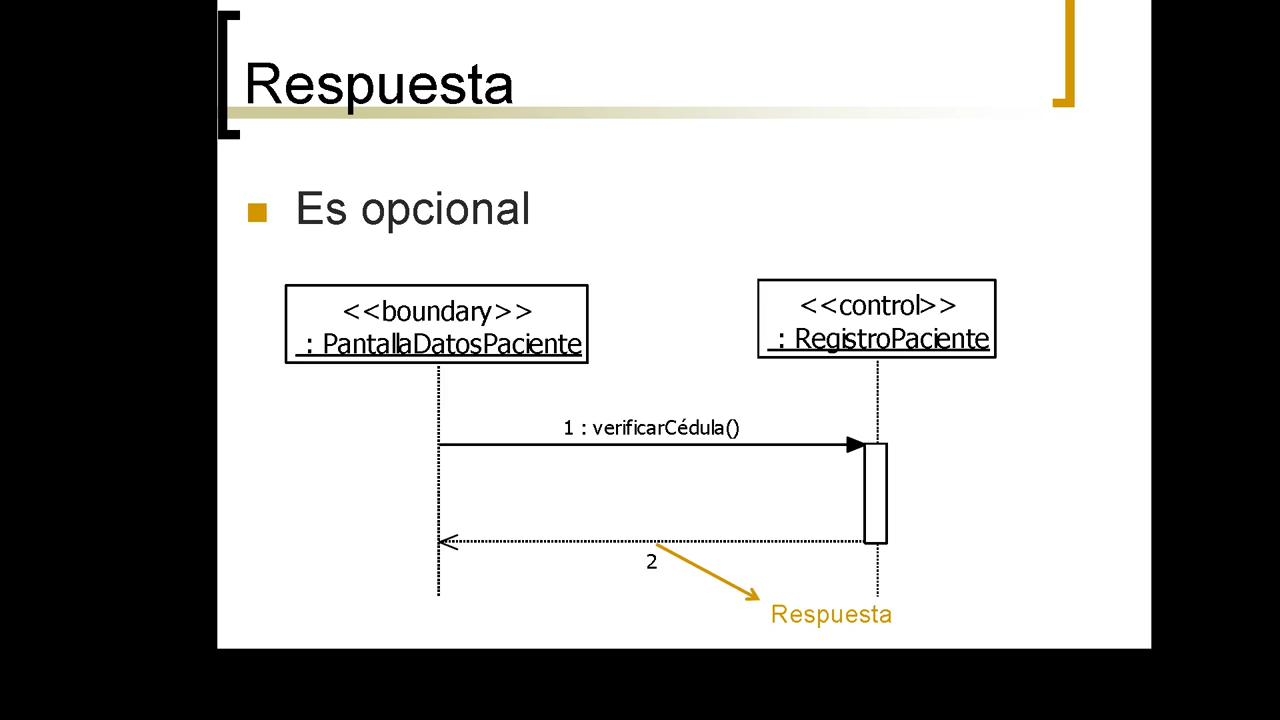 Respuesta
Es opcional
<<boundary>>
: PantallaDatosPaciente
<<control>>
: RegistroPaciente
1 : verificarCédula()
2
Respuesta